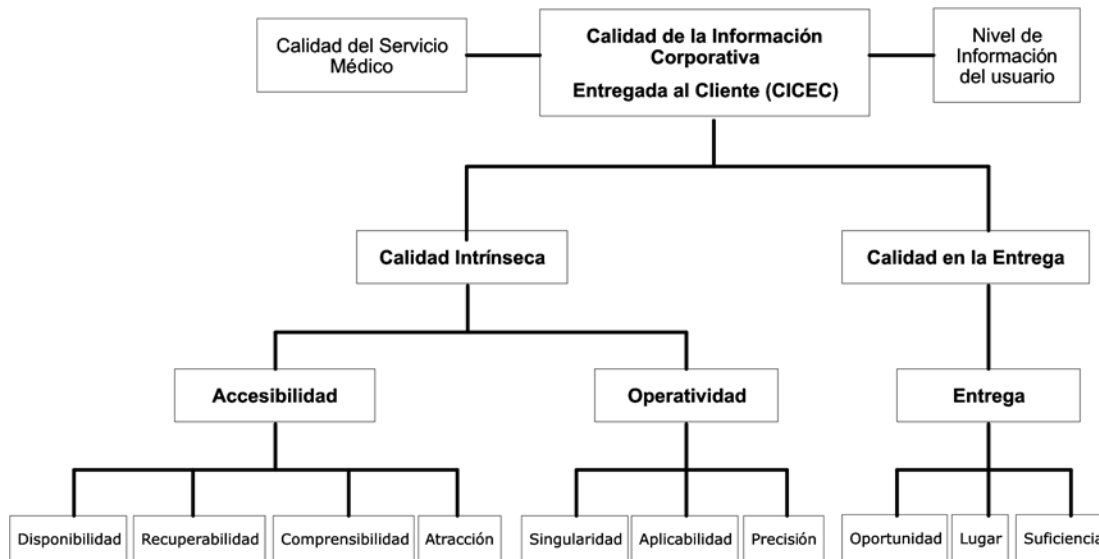 Calidad del Servicio
Médico
Calidad de la Información
Corporativa
Entregada al Cliente (CICEC)
Nivel de
Información
del usuario
Calidad Intrínseca
Calidad en la Entrega
Accesibilidad
Operatividad
Entrega
Disponibilidad
Recuperabilidad
Comprensibilidad
Atracción
Singularidad
Aplicabilidad
Precisión
Oportunidad
Lugar
Suficiencia